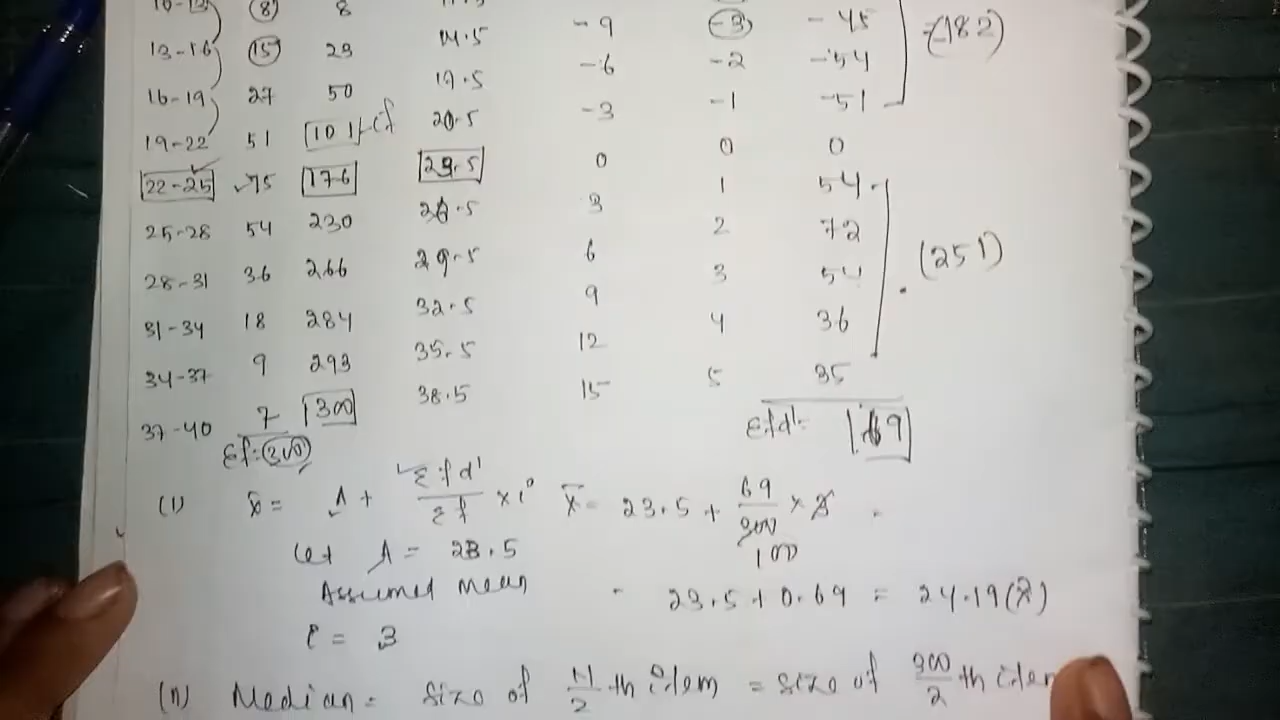 (8) 8 -9 (-3) -45
13-16 (15) 23 14.5 -6 -2 -54 (-182)
16-19 27 50 17.5 -3 -1 -51
19-22 51 101 cf 20.5 0 0 0
22-25 75 176 23.5 1 54
25-28 54 230 26.5 3 2 72
28-31 36 266 29.5 6 3 54 (251)
31-34 18 284 32.5 9 4 36
34-37 9 293 35.5 12 5 35
37-40 7 300 38.5 15 Σfd' = 69
Σf=300
(I) x̄ = A + Σfd'/Σf × i x̄ = 23.5 + 69/300 × 3 =
100
Let A = 23.5
Assumed Mean = 23.5 + 0.69 = 24.19 (x̄)
i = 3
(II) Median = size of N/2 th item = size of 300/2 th item